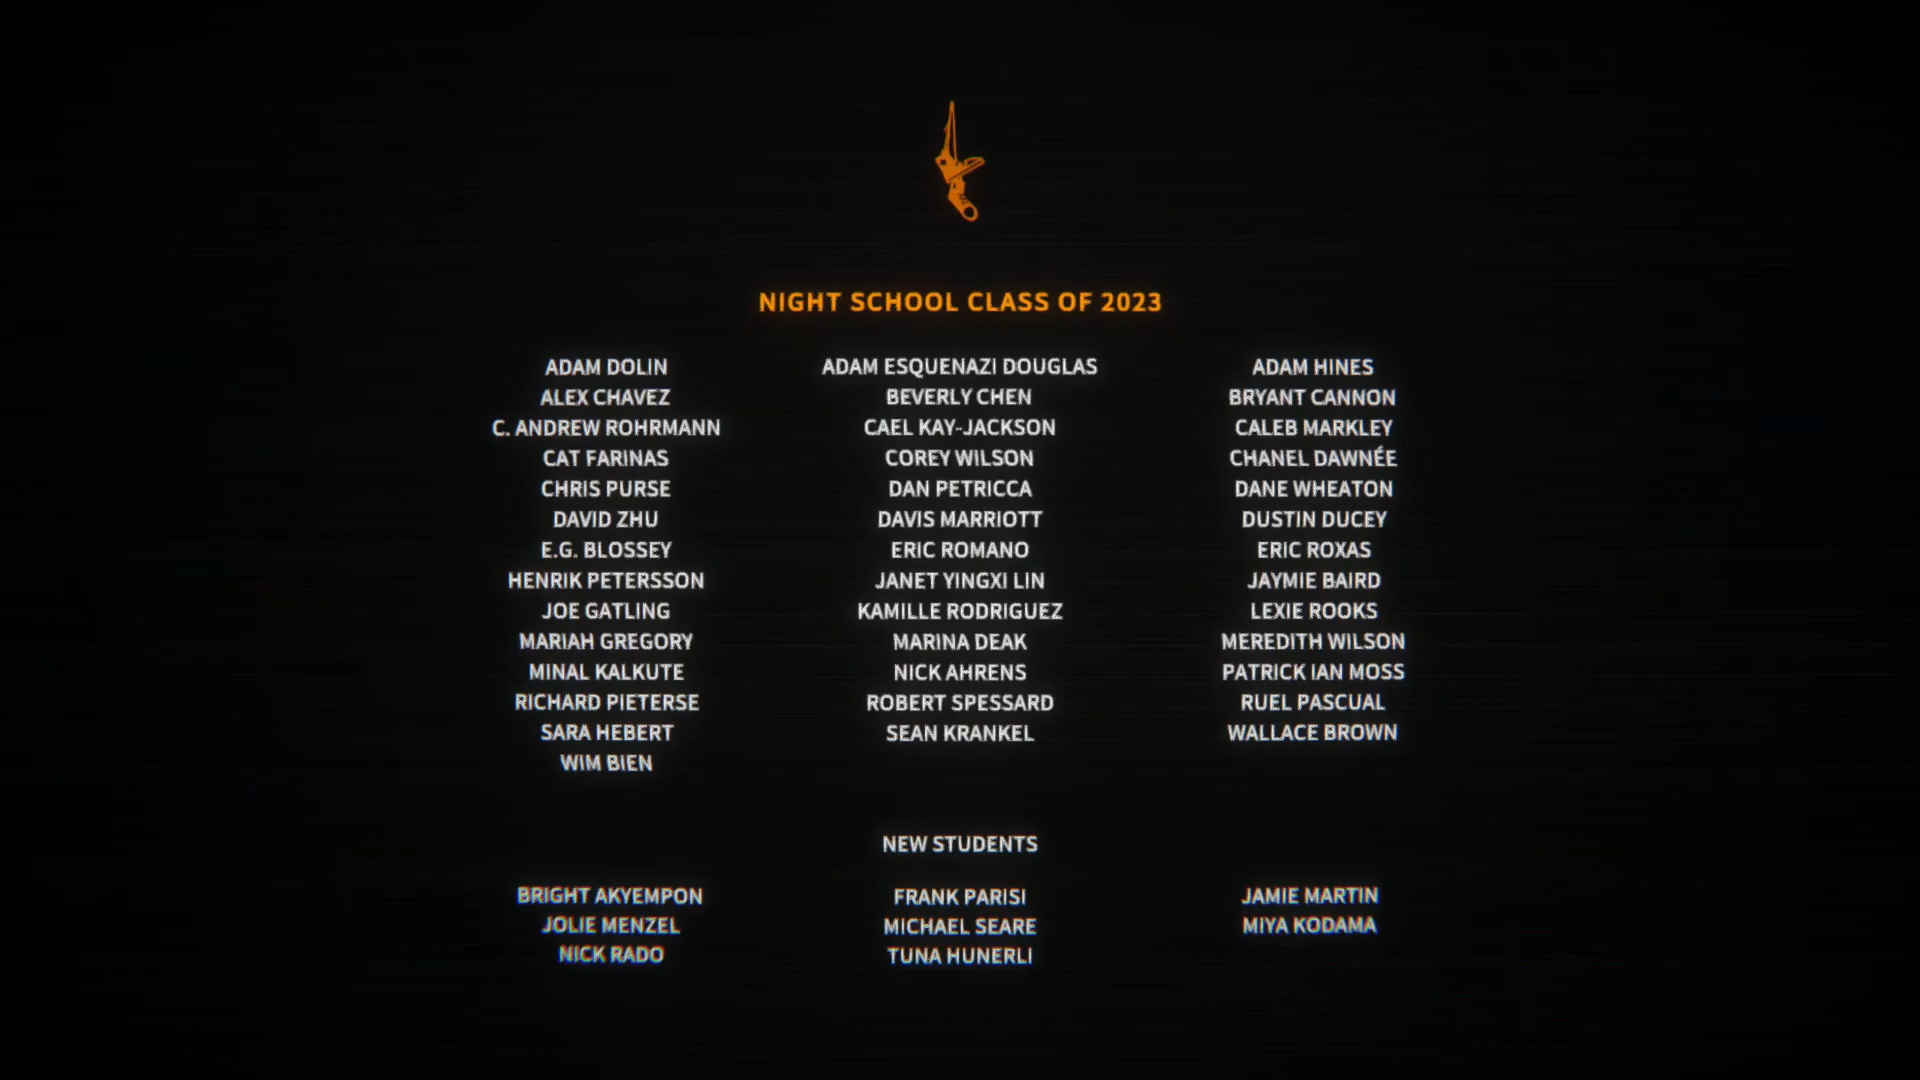 NIGHT SCHOOL CLASS OF 2023
ADAM DOLIN ADAM ESQUENAZI DOUGLAS ADAM HINES
ALEX CHAVEZ BEVERLY CHEN BRYANT CANNON
C. ANDREW ROHRMANN CAEL KAY-JACKSON CALEB MARKLEY
CAT FARINAS COREY WILSON CHANEL DAWNÉE
CHRIS PURSE DAN PETRICCA DANE WHEATON
DAVID ZHU DAVIS MARRIOTT DUSTIN DUCEY
E.G. BLOSSEY ERIC ROMANO ERIC ROXAS
HENRIK PETERSSON JANET YINGXI LIN JAYMIE BAIRD
JOE GATLING KAMILLE RODRIGUEZ LEXIE ROOKS
MARIAH GREGORY MARINA DEAK MEREDITH WILSON
MINAL KALKUTE NICK AHRENS PATRICK IAN MOSS
RICHARD PIETERSE ROBERT SPESSARD RUEL PASCUAL
SARA HEBERT SEAN KRANKEL WALLACE BROWN
WIM BIEN
NEW STUDENTS
BRIGHT AKYEMPON FRANK PARISI JAMIE MARTIN
JOLIE MENZEL MICHAEL SEARE MIYA KODAMA
NICK RADO TUNA HUNERLI